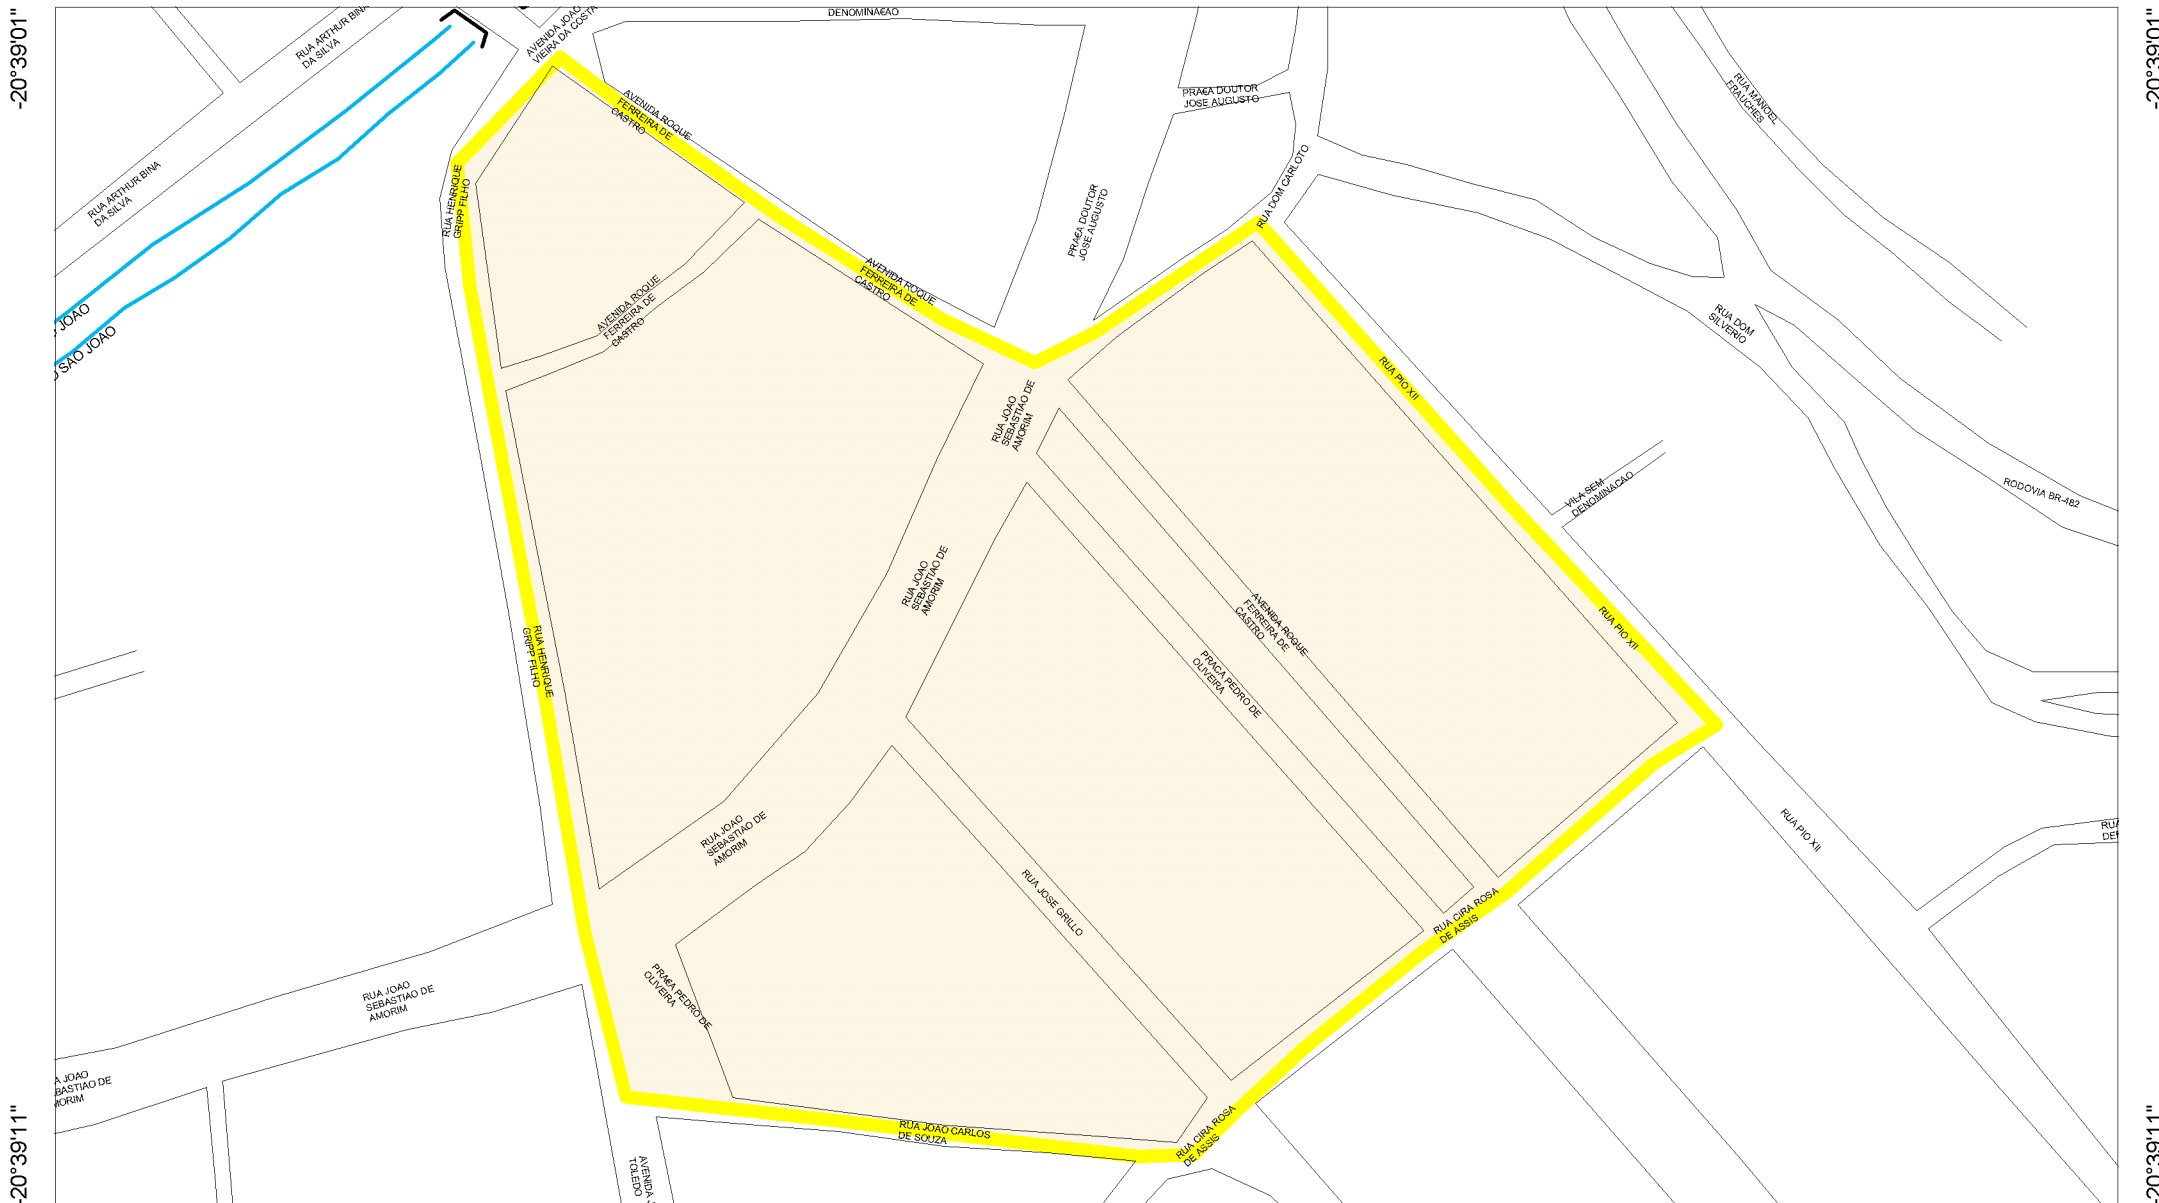 -20°39'01"
-20°39'01"
DENOMINACAO
RUA ARTHUR BINA
DA SILVA
AVENIDA JOAO
VIEIRA DA COSTA
RUA MANOEL
FRAUCHES
PRAÇA DOUTOR
JOSE AUGUSTO
AVENIDA ROQUE
FERREIRA DE
CASTRO
RUA DOM CARLOTO
RUA ARTHUR BINA
DA SILVA
RUA HENRIQUE
GRIPP FILHO
PRAÇA DOUTOR
JOSE AUGUSTO
AVENIDA ROQUE
FERREIRA DE
CASTRO
AVENIDA ROQUE
FERREIRA DE
CASTRO
JOAO
SAO JOAO
RUA DOM
SILVERIO
RUA PIO XII
RUA JOAO
SEBASTIAO DE
AMORIM
VILA SEM
DENOMINACAO
RODOVIA BR-482
RUA JOAO
SEBASTIAO DE
AMORIM
AVENIDA ROQUE
FERREIRA DE
CASTRO
RUA PIO XII
RUA HENRIQUE
GRIPP FILHO
PRACA PEDRO DE
OLIVEIRA
RUA JOAO
SEBASTIAO DE
AMORIM
RUA PIO XII
RUA
DE
RUA JOSE GRILLO
RUA CIRA ROSA
DE ASSIS
PRAÇA PEDRO DE
OLIVEIRA
RUA JOAO
SEBASTIAO DE
AMORIM
A JOAO
BASTIAO DE
MORIM
RUA JOAO CARLOS
DE SOUZA
RUA CIRA ROSA
DE ASSIS
AVENIDA
TOLEDO
-20°39'11"
-20°39'11"